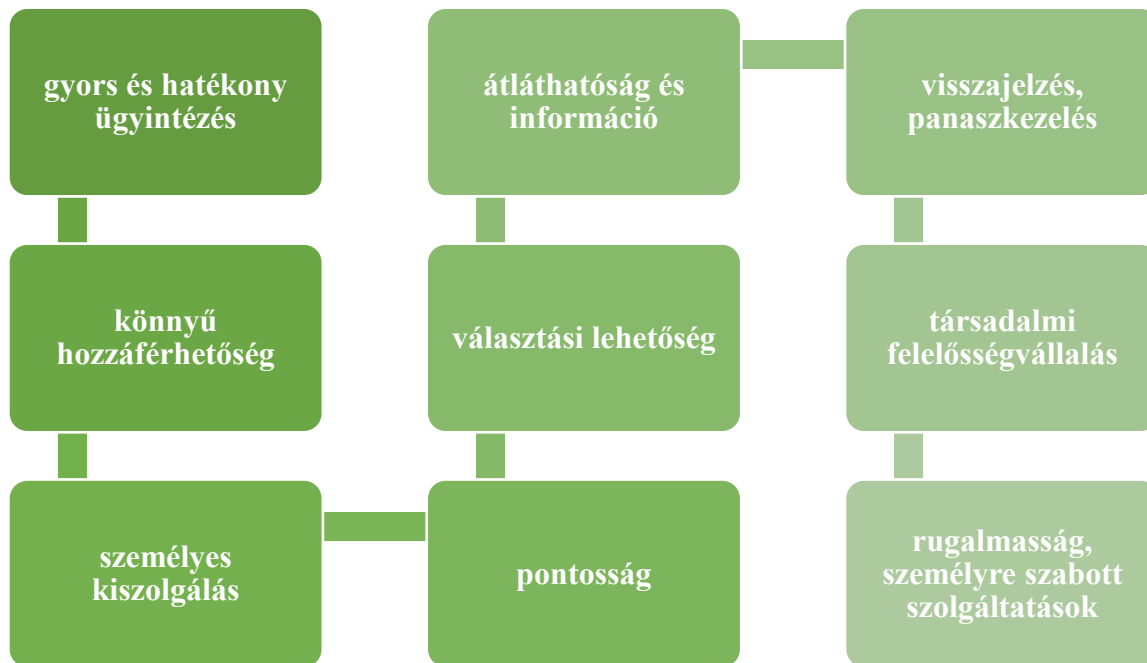 gyors és hatékony
ügyintézés
könnyű
hozzáférhetőség
személyes
kiszolgálás
pontosság
választási lehetőség
átláthatóság és
információ
visszajelzés,
panaszkezelés
társadalmi
felelősségvállalás
rugalmasság,
személyre szabott
szolgáltatások